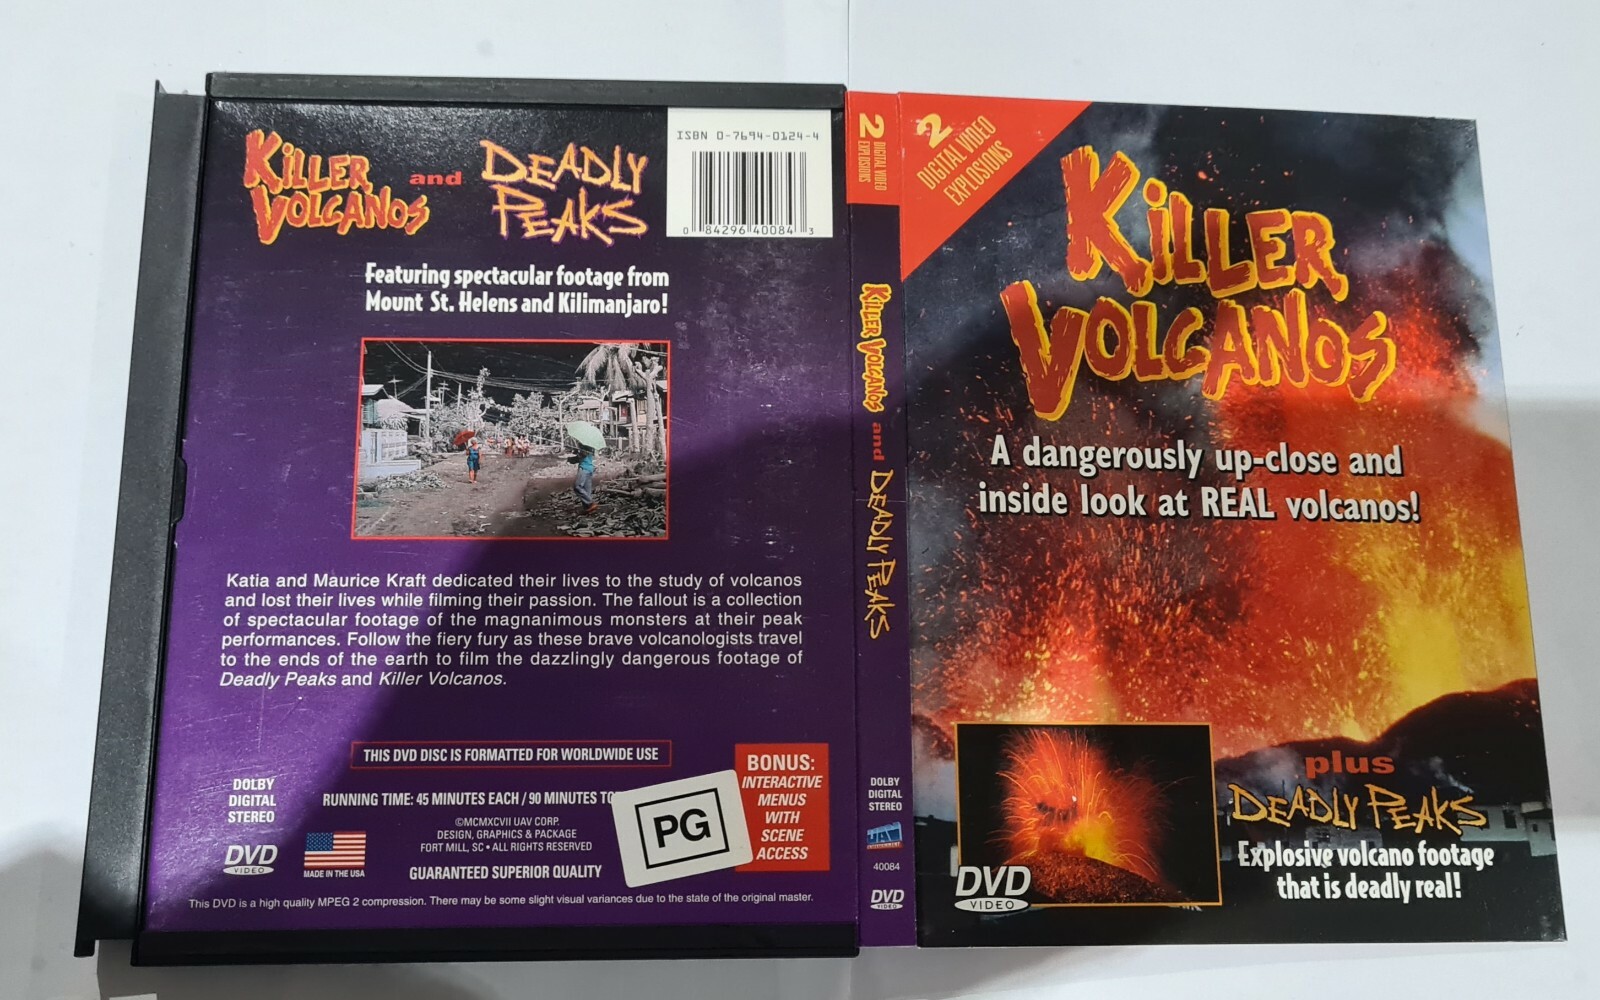 KiLLER
VOLCANOS
and
DEADLY
PEAKS
ISBN 0-7694-0124-4
0 84296 40084 3
Featuring spectacular footage from
Mount St. Helens and Kilimanjaro!
Katia and Maurice Kraft dedicated their lives to the study of volcanos
and lost their lives while filming their passion. The fallout is a collection
of spectacular footage of the magnanimous monsters at their peak
performances. Follow the fiery fury as these brave volcanologists travel
to the ends of the earth to film the dazzlingly dangerous footage of
Deadly Peaks and Killer Volcanos.
THIS DVD DISC IS FORMATTED FOR WORLDWIDE USE
DOLBY
DIGITAL
STEREO
RUNNING TIME: 45 MINUTES EACH / 90 MINUTES
©MCMXCVII UAV CORP.
DESIGN, GRAPHICS & PACKAGE
FORT MILL, SC • ALL RIGHTS RESERVED
DVD
VIDEO
MADE IN THE USA
GUARANTEED SUPERIOR QUALITY
PG
BONUS:
INTERACTIVE
MENUS
WITH
SCENE
ACCESS
This DVD is a high quality MPEG 2 compression. There may be some slight visual variances due to the state of the original master.
2
DIGITAL VIDEO
EXPLOSIONS
KiLLER VOLCANOS and DEADLY PEAKS
DOLBY
DIGITAL
STEREO
UAV
ENTERTAINMENT
40084
DVD
VIDEO
2
DIGITAL VIDEO
EXPLOSIONS
KiLLER
VOLCANOS
A dangerously up-close and
inside look at REAL volcanos!
plus
DEADLY PEAKS
Explosive volcano footage
that is deadly real!
DVD
VIDEO